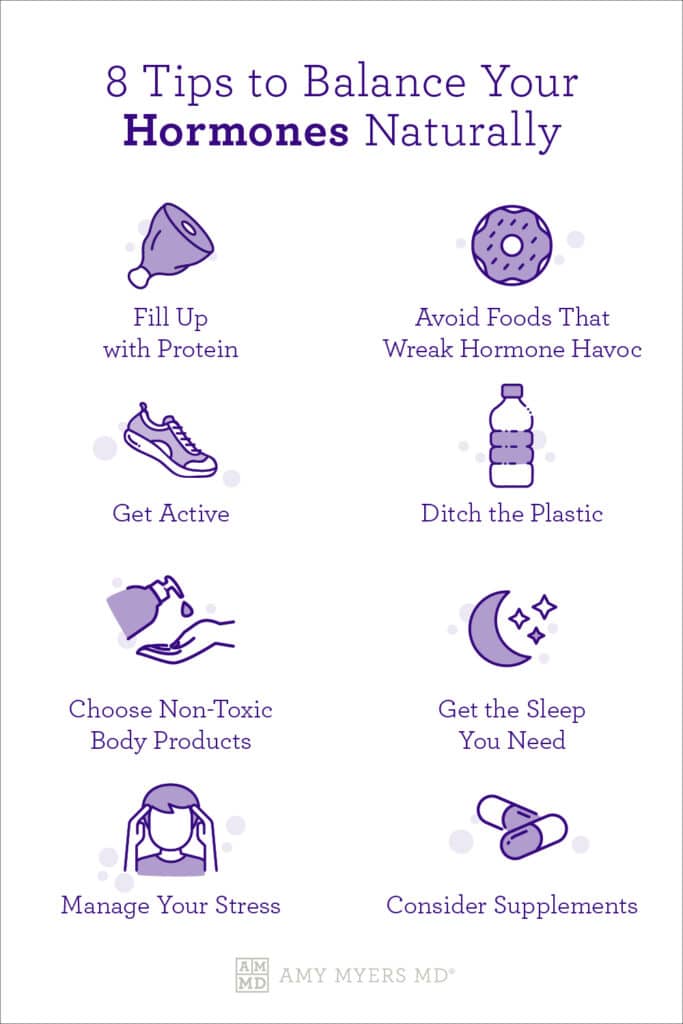 8 Tips to Balance Your
Hormones Naturally
Fill Up
with Protein
Avoid Foods That
Wreak Hormone Havoc
Get Active
Ditch the Plastic
Choose Non-Toxic
Body Products
Get the Sleep
You Need
Manage Your Stress
Consider Supplements
AM
MD
AMY MYERS MD®